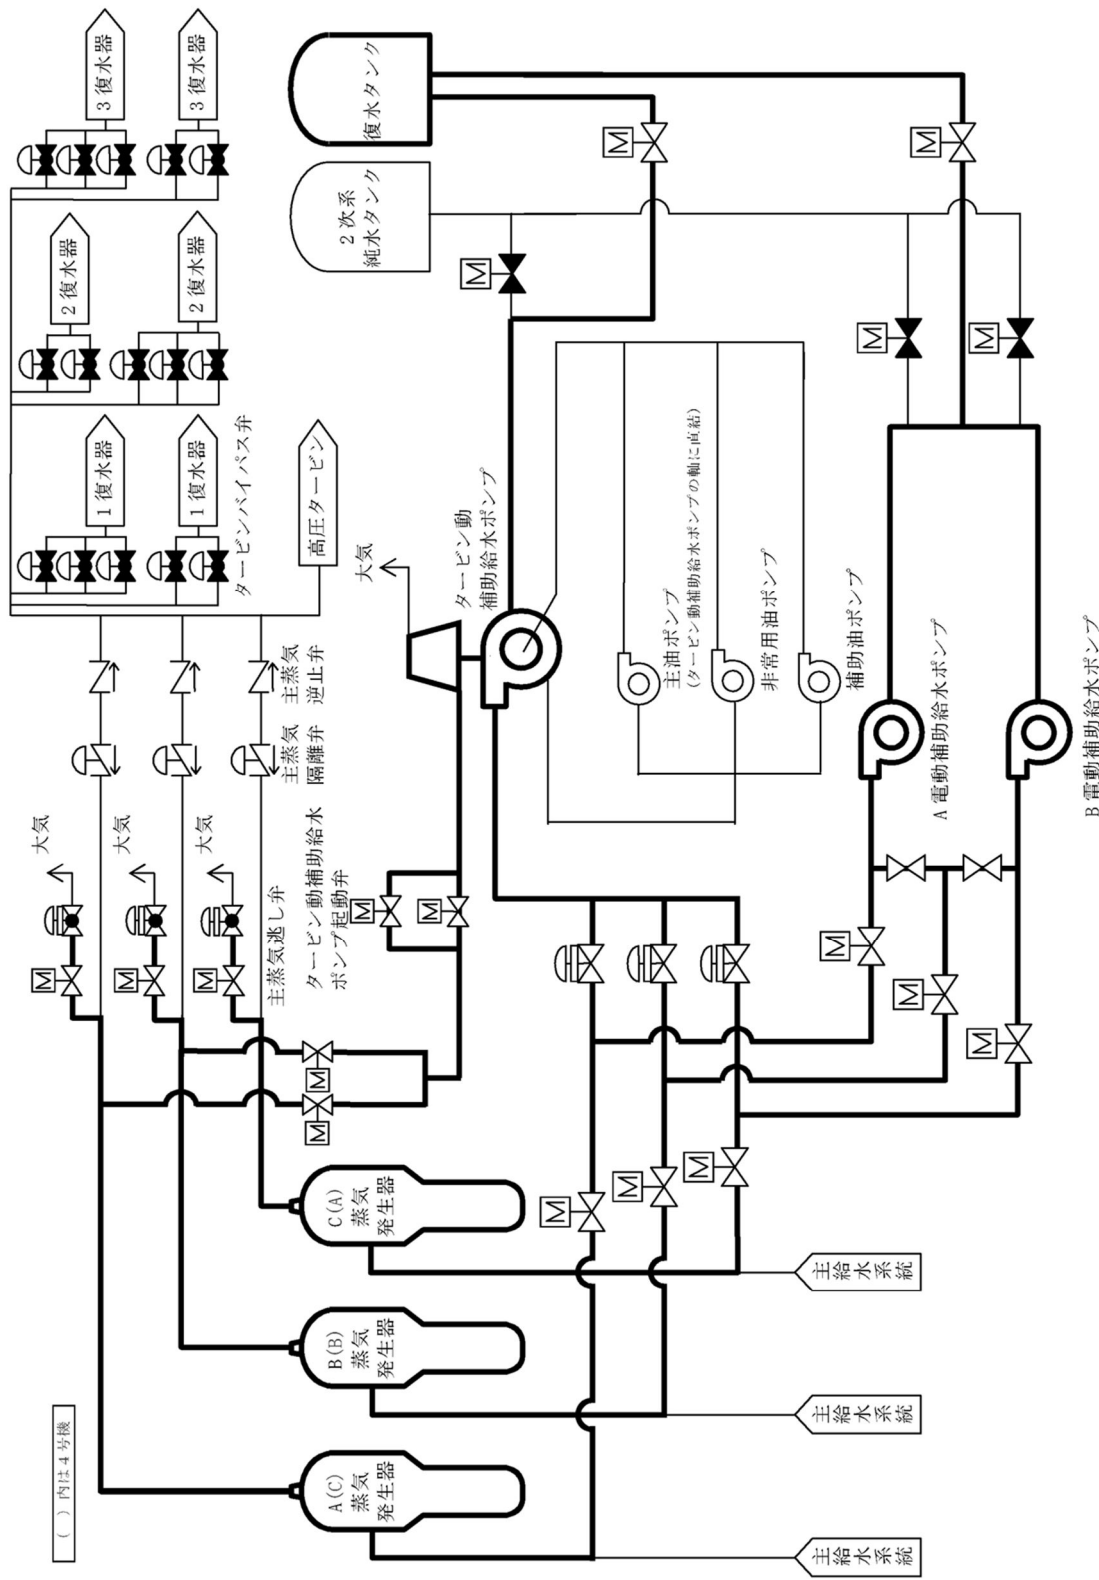 ( ) 内は4号機
A(C)
蒸気
発生器
B(B)
蒸気
発生器
C(A)
蒸気
発生器
主給水系統
主給水系統
主給水系統
M
M
M
大気
大気
大気
主蒸気逃し弁
主蒸気
隔離弁
主蒸気
逆止弁
高圧タービン
タービンバイパス弁
1復水器
1復水器
2復水器
2復水器
3復水器
3復水器
M
M
タービン動補助給水
ポンプ起動弁
M
M
大気
タービン動
補助給水ポンプ
主油ポンプ
(タービン動補助給水ポンプの軸に直結)
非常用油ポンプ
補助油ポンプ
2次系
純水タンク
復水タンク
M
M
M
M
M
M
M
M
M
M
M
A電動補助給水ポンプ
B電動補助給水ポンプ